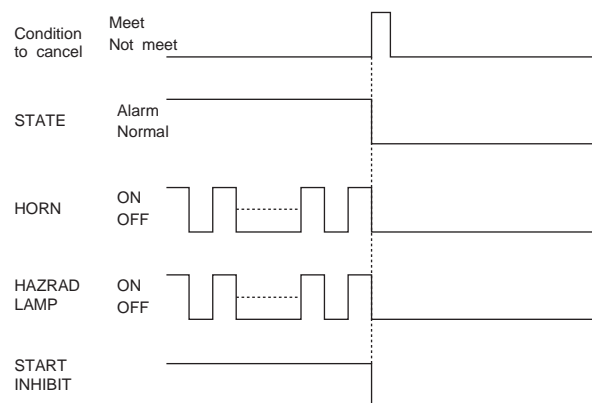 Condition
to cancel
Meet
Not meet
STATE
Alarm
Normal
HORN
ON
OFF
HAZRAD
LAMP
ON
OFF
START
INHIBIT